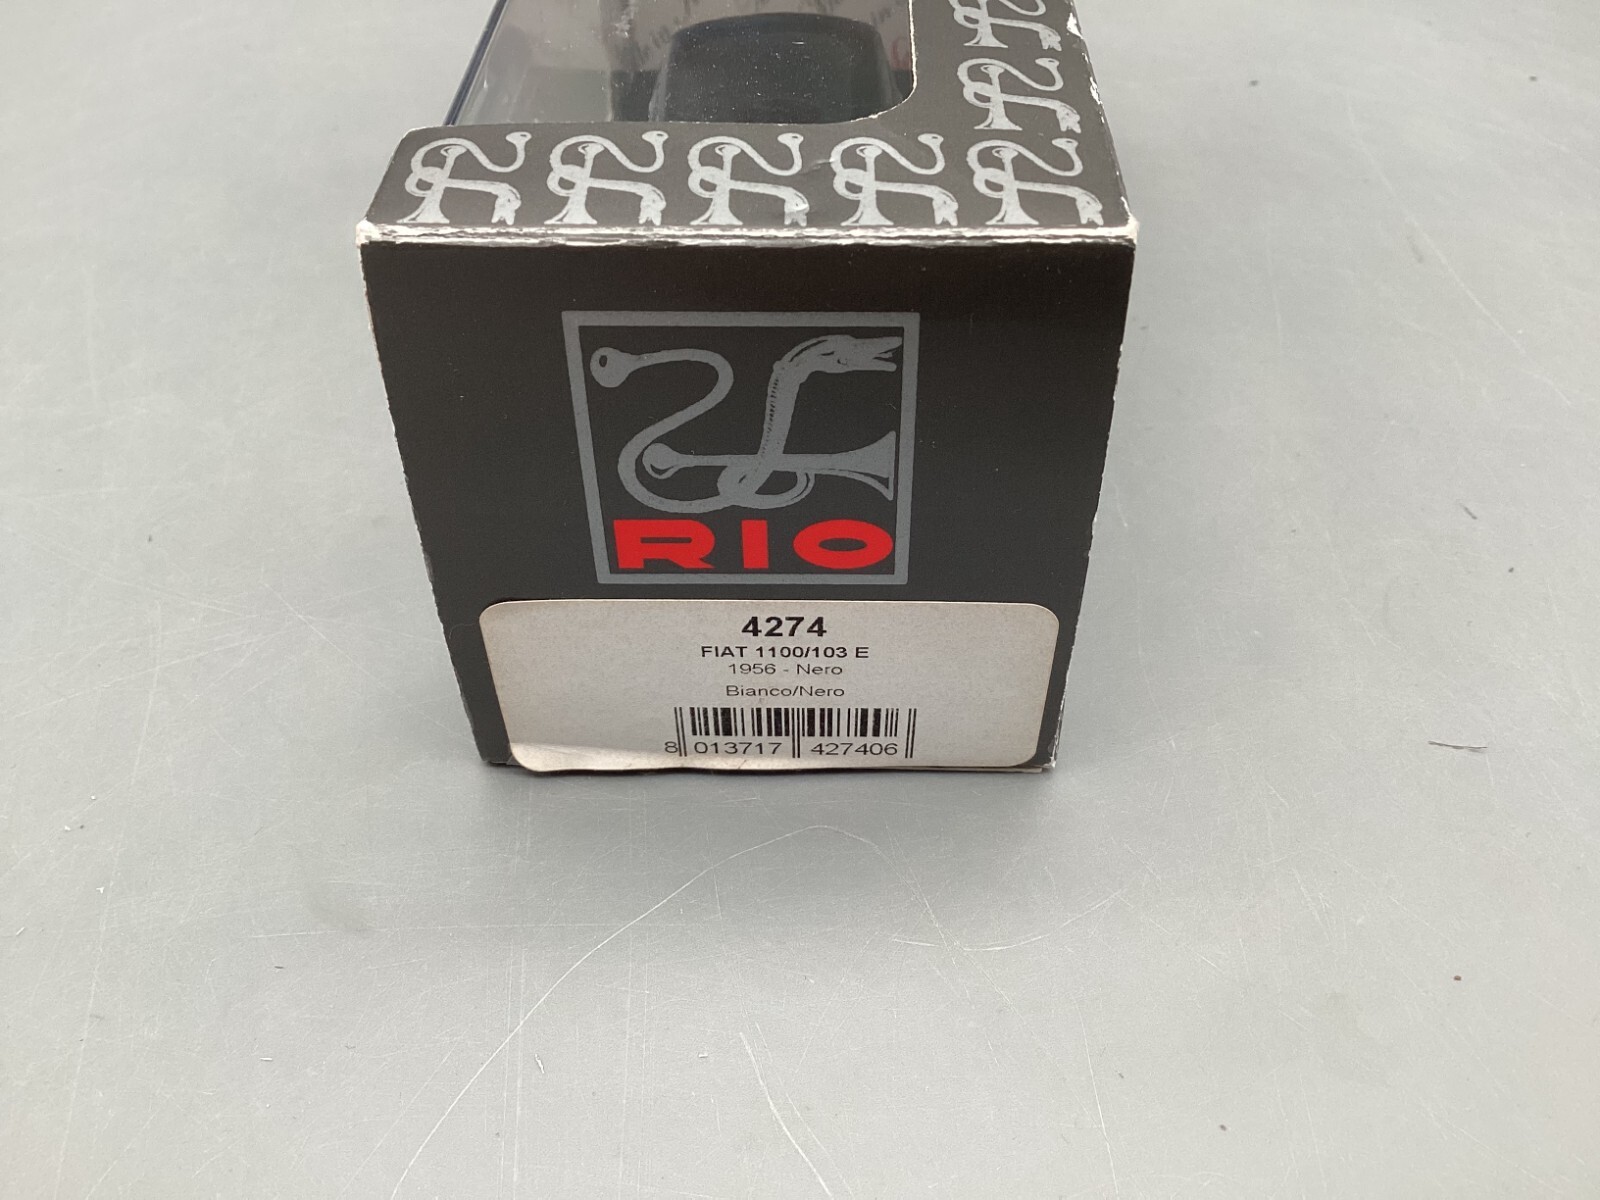 RIO
4274
FIAT 1100/103 E
1956 - Nero
Bianco/Nero
8 013717 427406